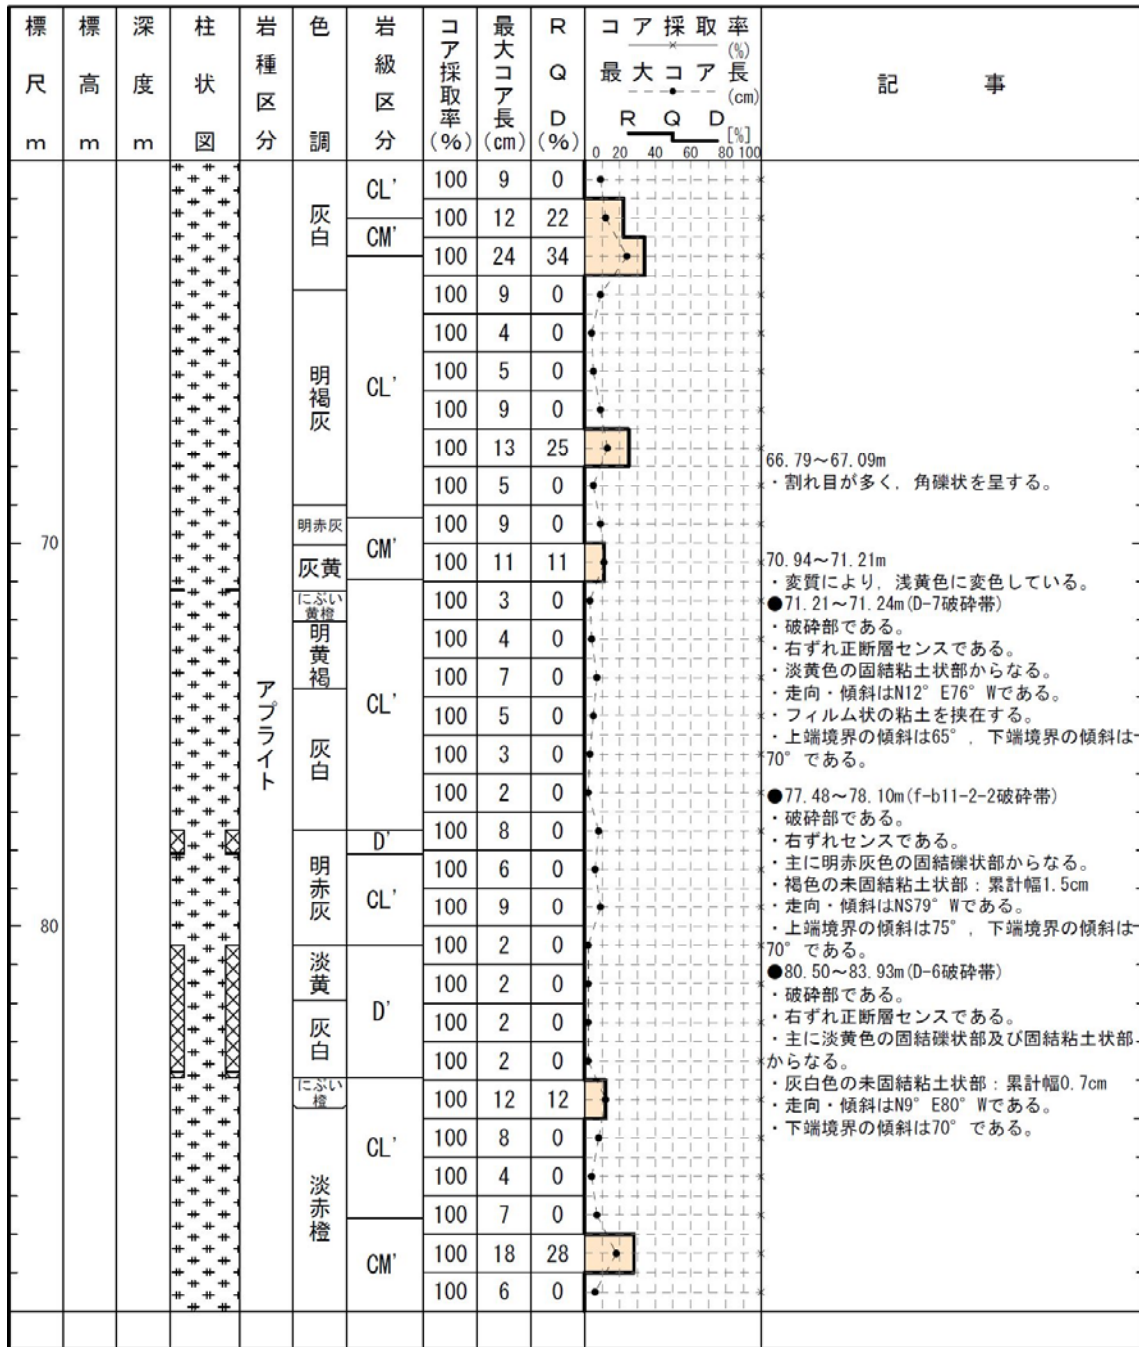 標尺m
標高m
深度m
柱状図
岩種区分
色調
岩級区分
コア採取率(%)
最大コア長(cm)
RQD(%)
コア採取率
(%)
最大コア長
(cm)
RQD
[%]
0 20 40 60 80 100
記事
アプライト
70
80
灰白
明褐灰
明赤灰
灰黄
にぶい
黄橙
明黄褐
灰白
明赤灰
淡黄
灰白
にぶい
橙
淡赤橙
CL'
CM'
CL'
CM'
CL'
D'
CL'
D'
CL'
CM'
100 9 0
100 12 22
100 24 34
100 9 0
100 4 0
100 5 0
100 9 0
100 13 25
100 5 0
100 9 0
100 11 11
100 3 0
100 4 0
100 7 0
100 5 0
100 3 0
100 2 0
100 8 0
100 6 0
100 9 0
100 2 0
100 2 0
100 2 0
100 2 0
100 12 12
100 8 0
100 4 0
100 7 0
100 18 28
100 6 0
66.79～67.09m
・割れ目が多く，角礫状を呈する。
70.94～71.21m
・変質により，浅黄色に変色している。
●71.21～71.24m(D-7破砕帯)
・破砕部である。
・右ずれ正断層センスである。
・淡黄色の固結粘土状部からなる。
・走向・傾斜はN12°E76°Wである。
・フィルム状の粘土を挟在する。
・上端境界の傾斜は65°，下端境界の傾斜は
70°である。
●77.48～78.10m(f-b11-2-2破砕帯)
・破砕部である。
・右ずれセンスである。
・主に明赤灰色の固結礫状部からなる。
・褐色の未固結粘土状部：累計幅1.5cm
・走向・傾斜はNS79°Wである。
・上端境界の傾斜は75°，下端境界の傾斜は
70°である。
●80.50～83.93m(D-6破砕帯)
・破砕部である。
・右ずれ正断層センスである。
・主に淡黄色の固結礫状部及び固結粘土状部
からなる。
・灰白色の未固結粘土状部：累計幅0.7cm
・走向・傾斜はN9°E80°Wである。
・下端境界の傾斜は70°である。